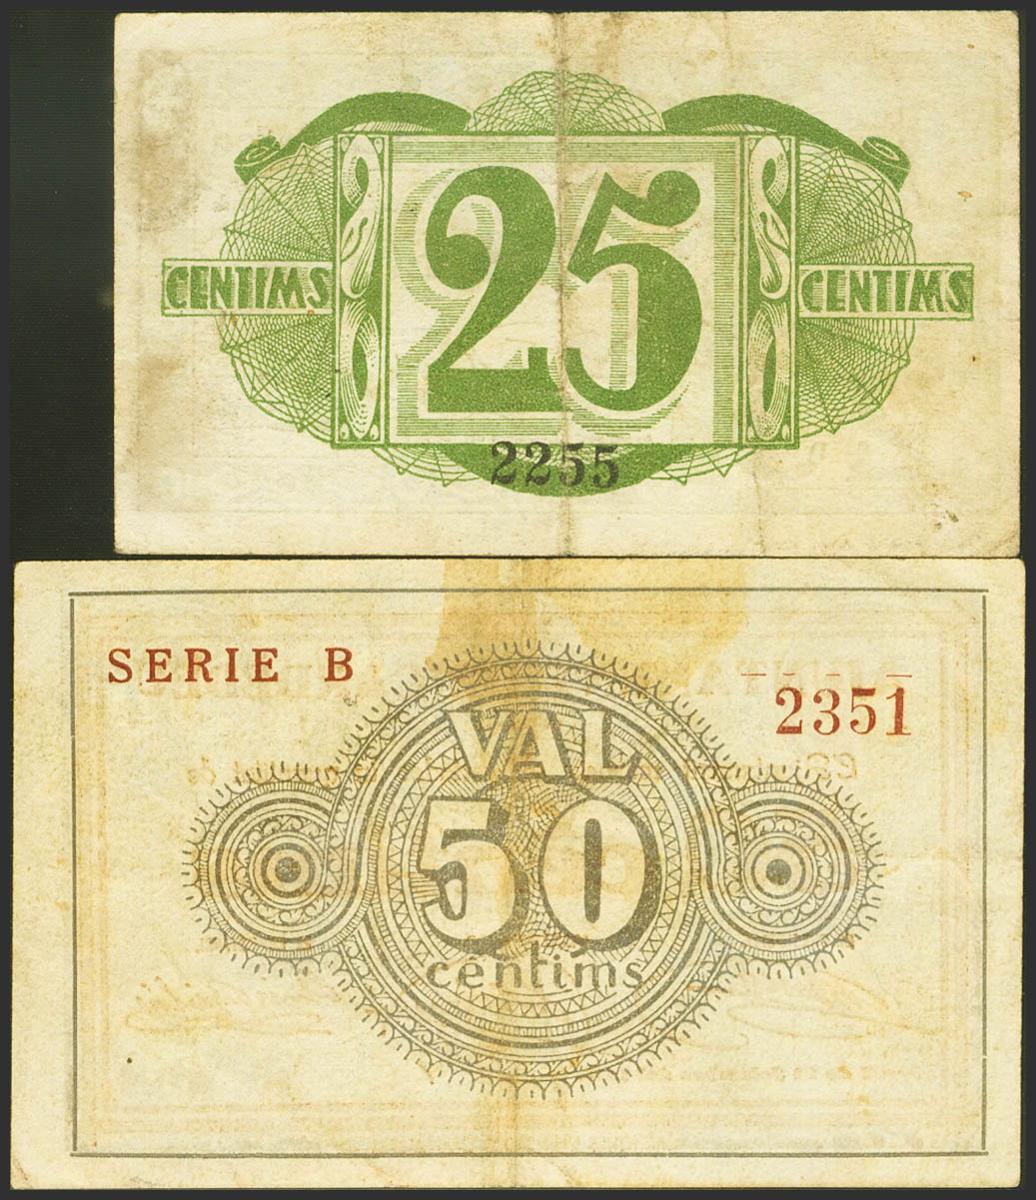 25
CENTIMS CENTIMS
2255
SERIE B
2351
VAL
50
centims